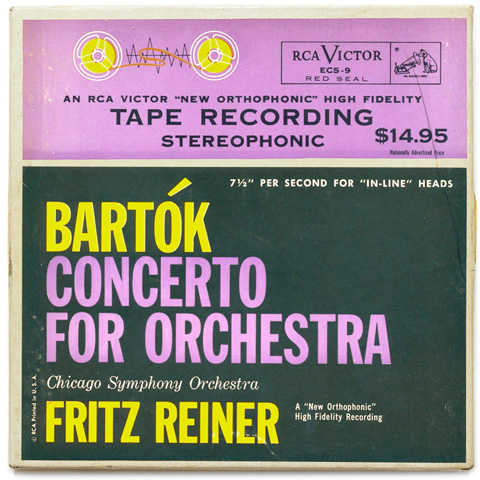 RCA VICTOR
ECS-9
RED SEAL
AN RCA VICTOR "NEW ORTHOPHONIC" HIGH FIDELITY
TAPE RECORDING
STEREOPHONIC
$14.95
Nationally Advertised Price
7½" PER SECOND FOR "IN-LINE" HEADS
BARTÓK
CONCERTO
FOR ORCHESTRA
Chicago Symphony Orchestra
FRITZ REINER
A "New Orthophonic"
High Fidelity Recording
© RCA Printed in U. S. A.